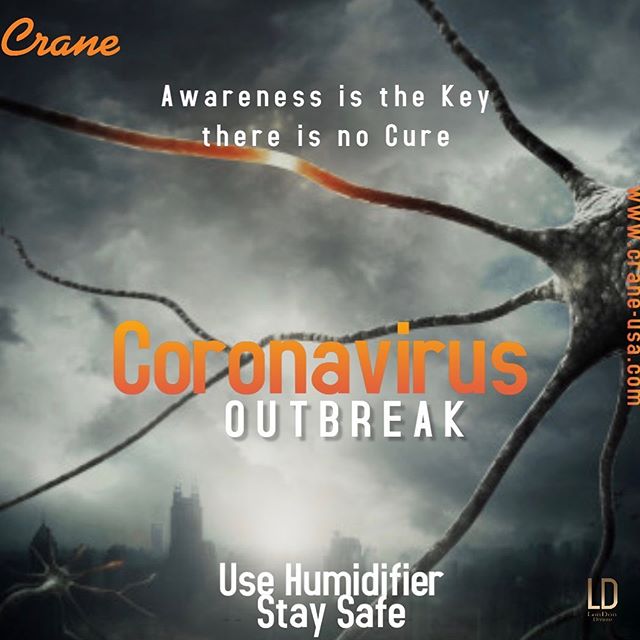 Crane
Awareness is the Key
there is no Cure
www.crane-usa.com
Coronavirus
OUTBREAK
Use Humidifier
Stay Safe
LD
LonDon